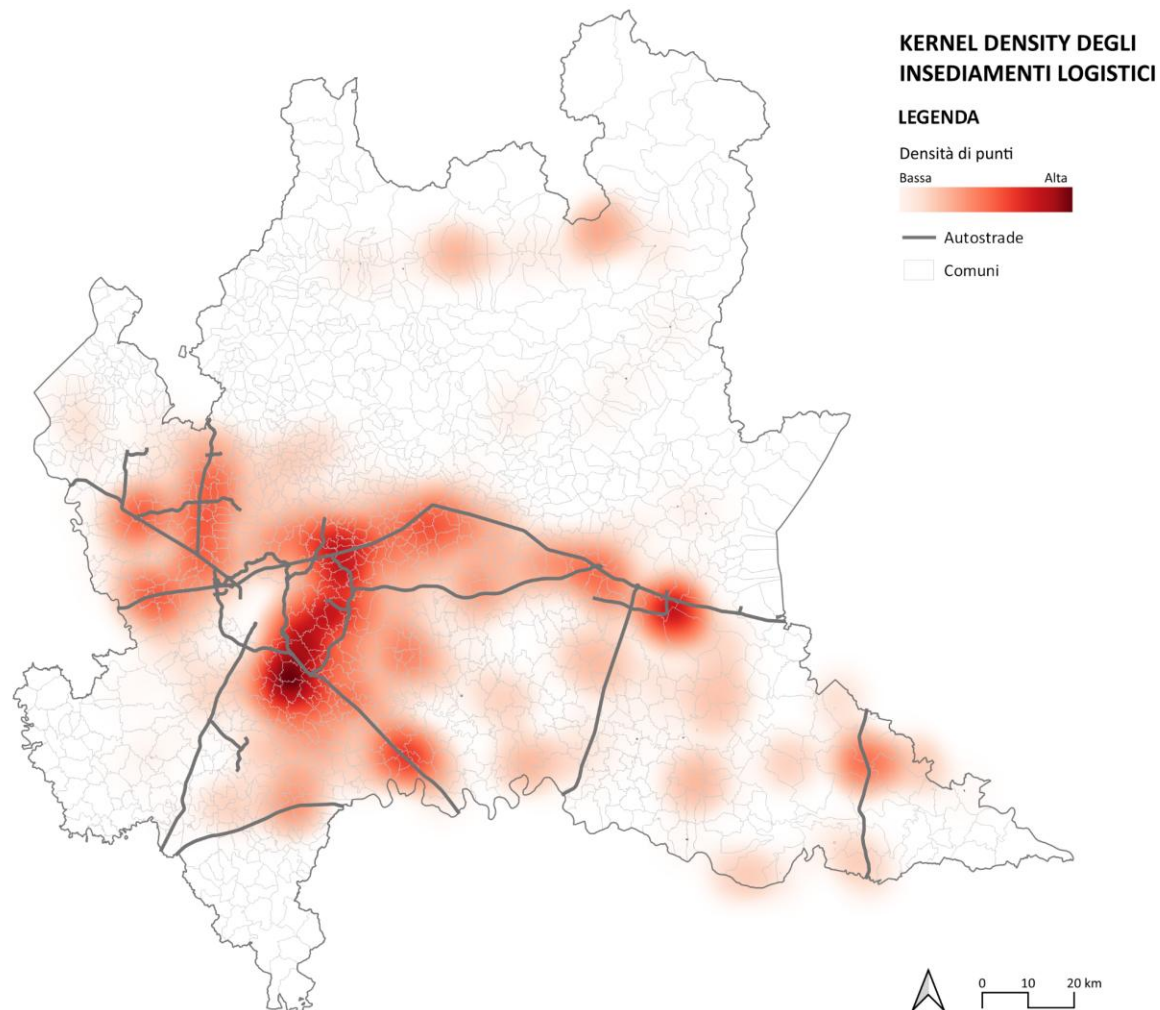 KERNEL DENSITY DEGLI
INSEDIAMENTI LOGISTICI
LEGENDA
Densità di punti
Bassa Alta
Autostrade
Comuni
0 10 20 km